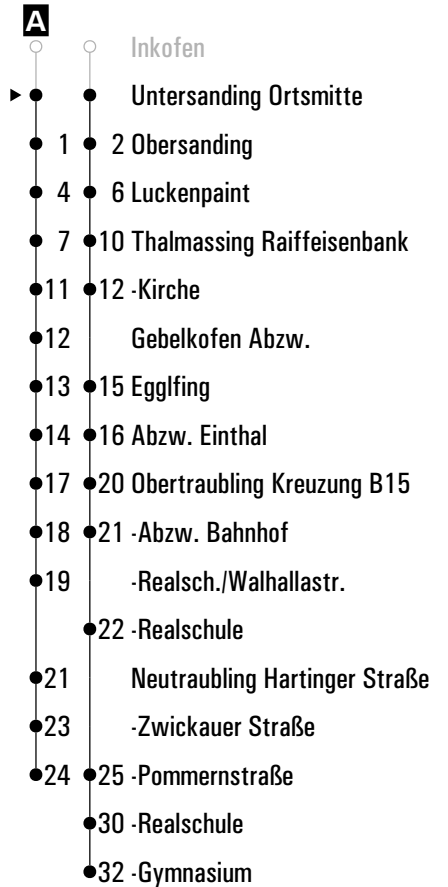 A
Inkofen
Untersanding Ortsmitte
1 2 Obersanding
4 6 Luckenpaint
7 10 Thalmassing Raiffeisenbank
11 12 -Kirche
12 Gebelkofen Abzw.
13 15 Egglfing
14 16 Abzw. Einthal
17 20 Obertraubling Kreuzung B15
18 21 -Abzw. Bahnhof
19 -Realsch./Walhallastr.
22 -Realschule
21 Neutraubling Hartinger Straße
23 -Zwickauer Straße
24 25 -Pommernstraße
30 -Realschule
32 -Gymnasium